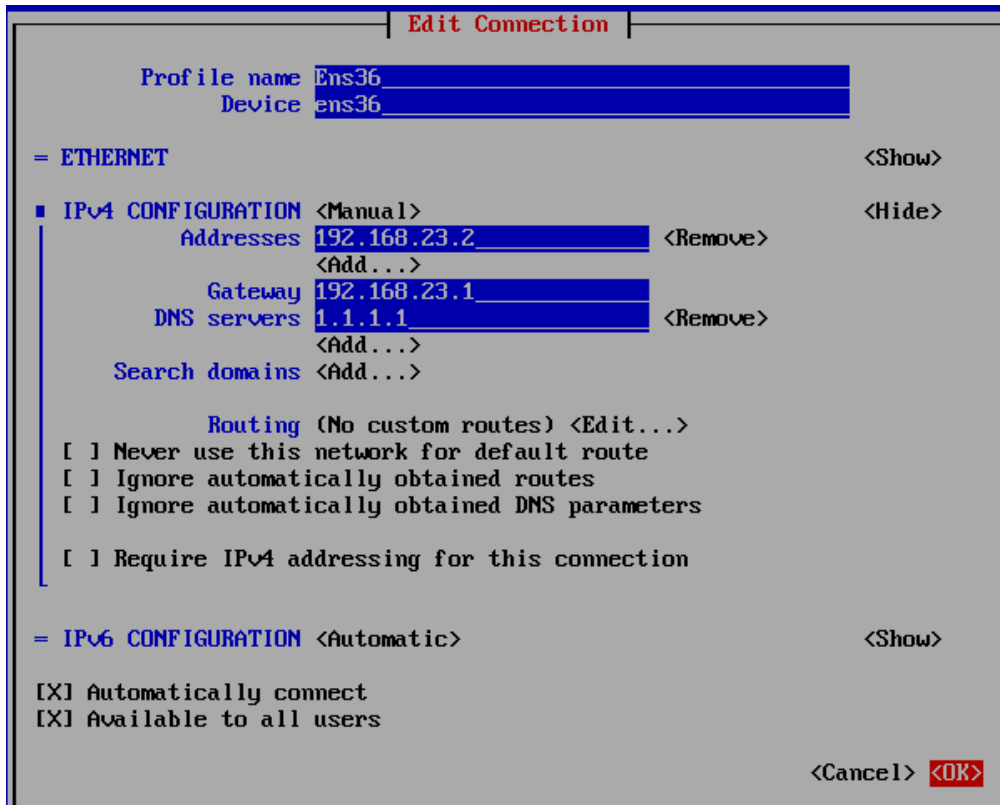 Edit Connection
Profile name Ens36
Device ens36
= ETHERNET <Show>
IPv4 CONFIGURATION <Manual> <Hide>
Addresses 192.168.23.2 <Remove>
<Add...>
Gateway 192.168.23.1
DNS servers 1.1.1.1 <Remove>
<Add...>
Search domains <Add...>
Routing (No custom routes) <Edit...>
[ ] Never use this network for default route
[ ] Ignore automatically obtained routes
[ ] Ignore automatically obtained DNS parameters
[ ] Require IPv4 addressing for this connection
= IPv6 CONFIGURATION <Automatic> <Show>
[X] Automatically connect
[X] Available to all users
<Cancel> <OK>